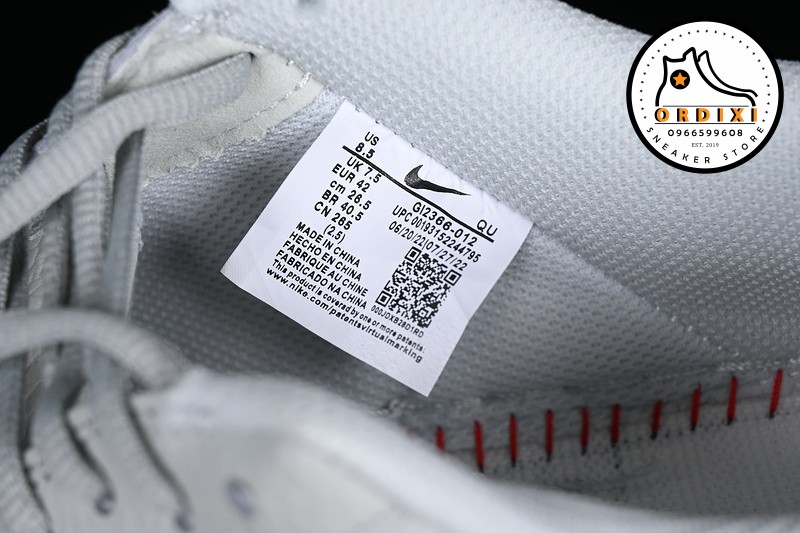 US
8.5
UK 7.5
EUR 42
cm 26.5
BR 40.5
CN 265
(2.5)
QU
GI2366-012
UPC 00193152244795
06/20/22 07/27/22
MADE IN CHINA
HECHO EN CHINA
FABRIQUE AU CHINE
FABRICADO NA CHINA
000JDXB28D1RD
This product is covered by one or more patents:
www.nike.com/patentsvirtualmarking
ORDIXI
0966599608
EST. 2019
SNEAKER STORE